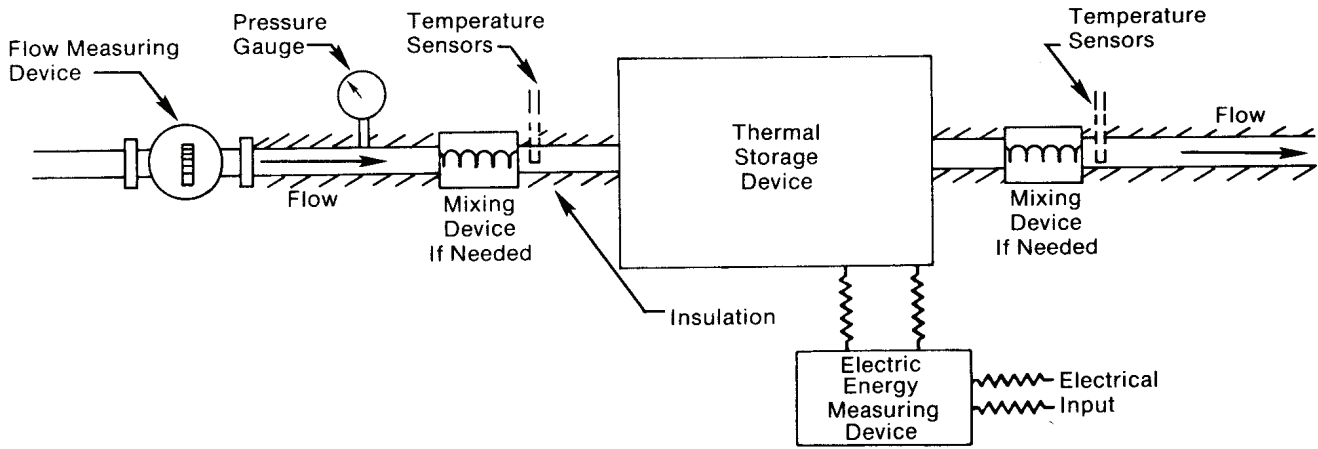 Flow Measuring
Device
Pressure
Gauge
Temperature
Sensors
Temperature
Sensors
Thermal
Storage
Device
Flow
Flow
Mixing
Device
If Needed
Mixing
Device
If Needed
Insulation
Electric
Energy
Measuring
Device
Electrical
Input